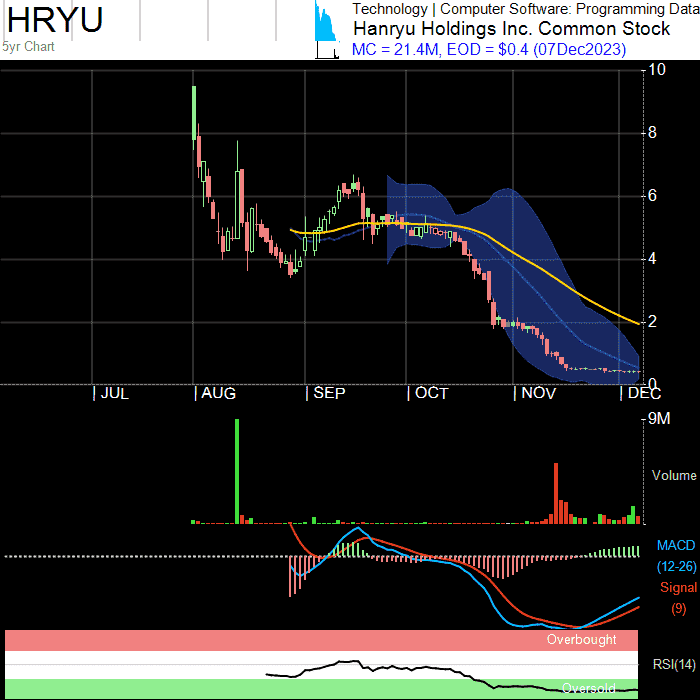 HRYU
5yr Chart
Technology | Computer Software: Programming Data
Hanryu Holdings Inc. Common Stock
MC = 21.4M, EOD = $0.4 (07Dec2023)
10
8
6
4
2
0
| JUL | AUG | SEP | OCT | NOV | DEC
9M
Volume
MACD
(12-26)
Signal
(9)
Overbought
RSI(14)
Oversold